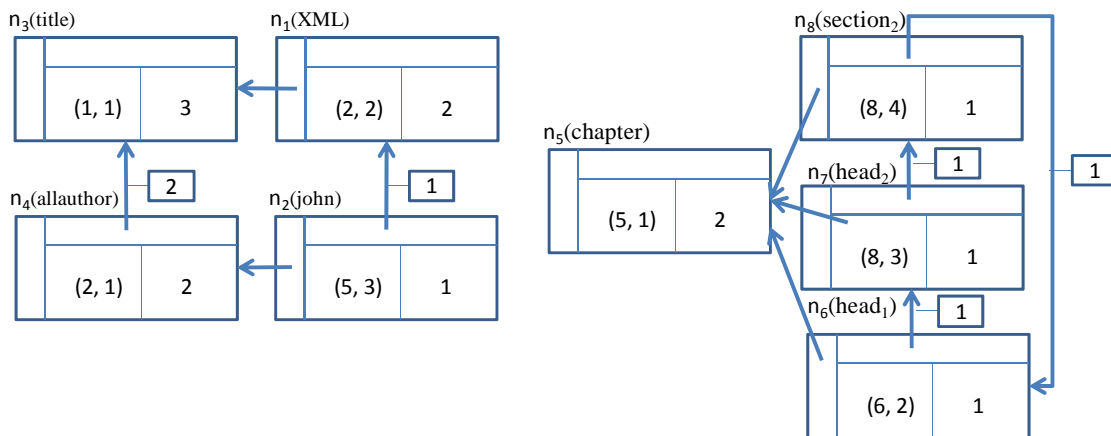 n3(title)
n1(XML)
(1, 1) 3
(2, 2) 2
2
1
n4(allauthor)
n2(john)
(2, 1) 2
(5, 3) 1
n8(section2)
(8, 4) 1
n5(chapter)
(5, 1) 2
1
1
n7(head2)
(8, 3) 1
n6(head1)
1
(6, 2) 1